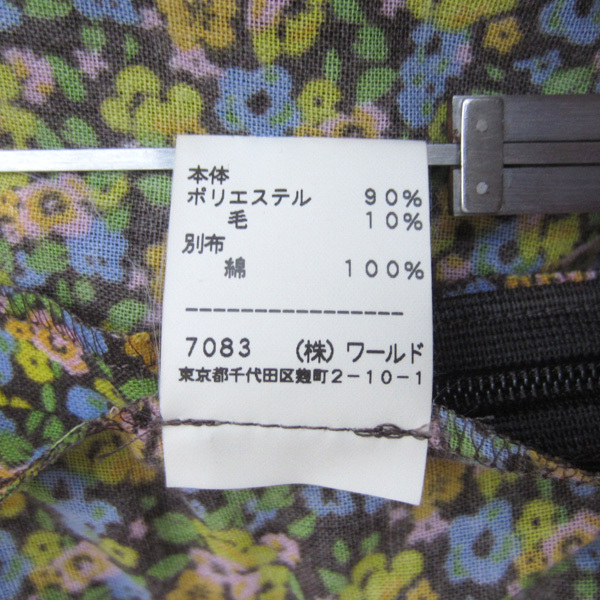 本体
ポリエステル 90%
毛 10%
別布
綿 100%
--------------------
7083 (株)ワールド
東京都千代田区麹町2-10-1